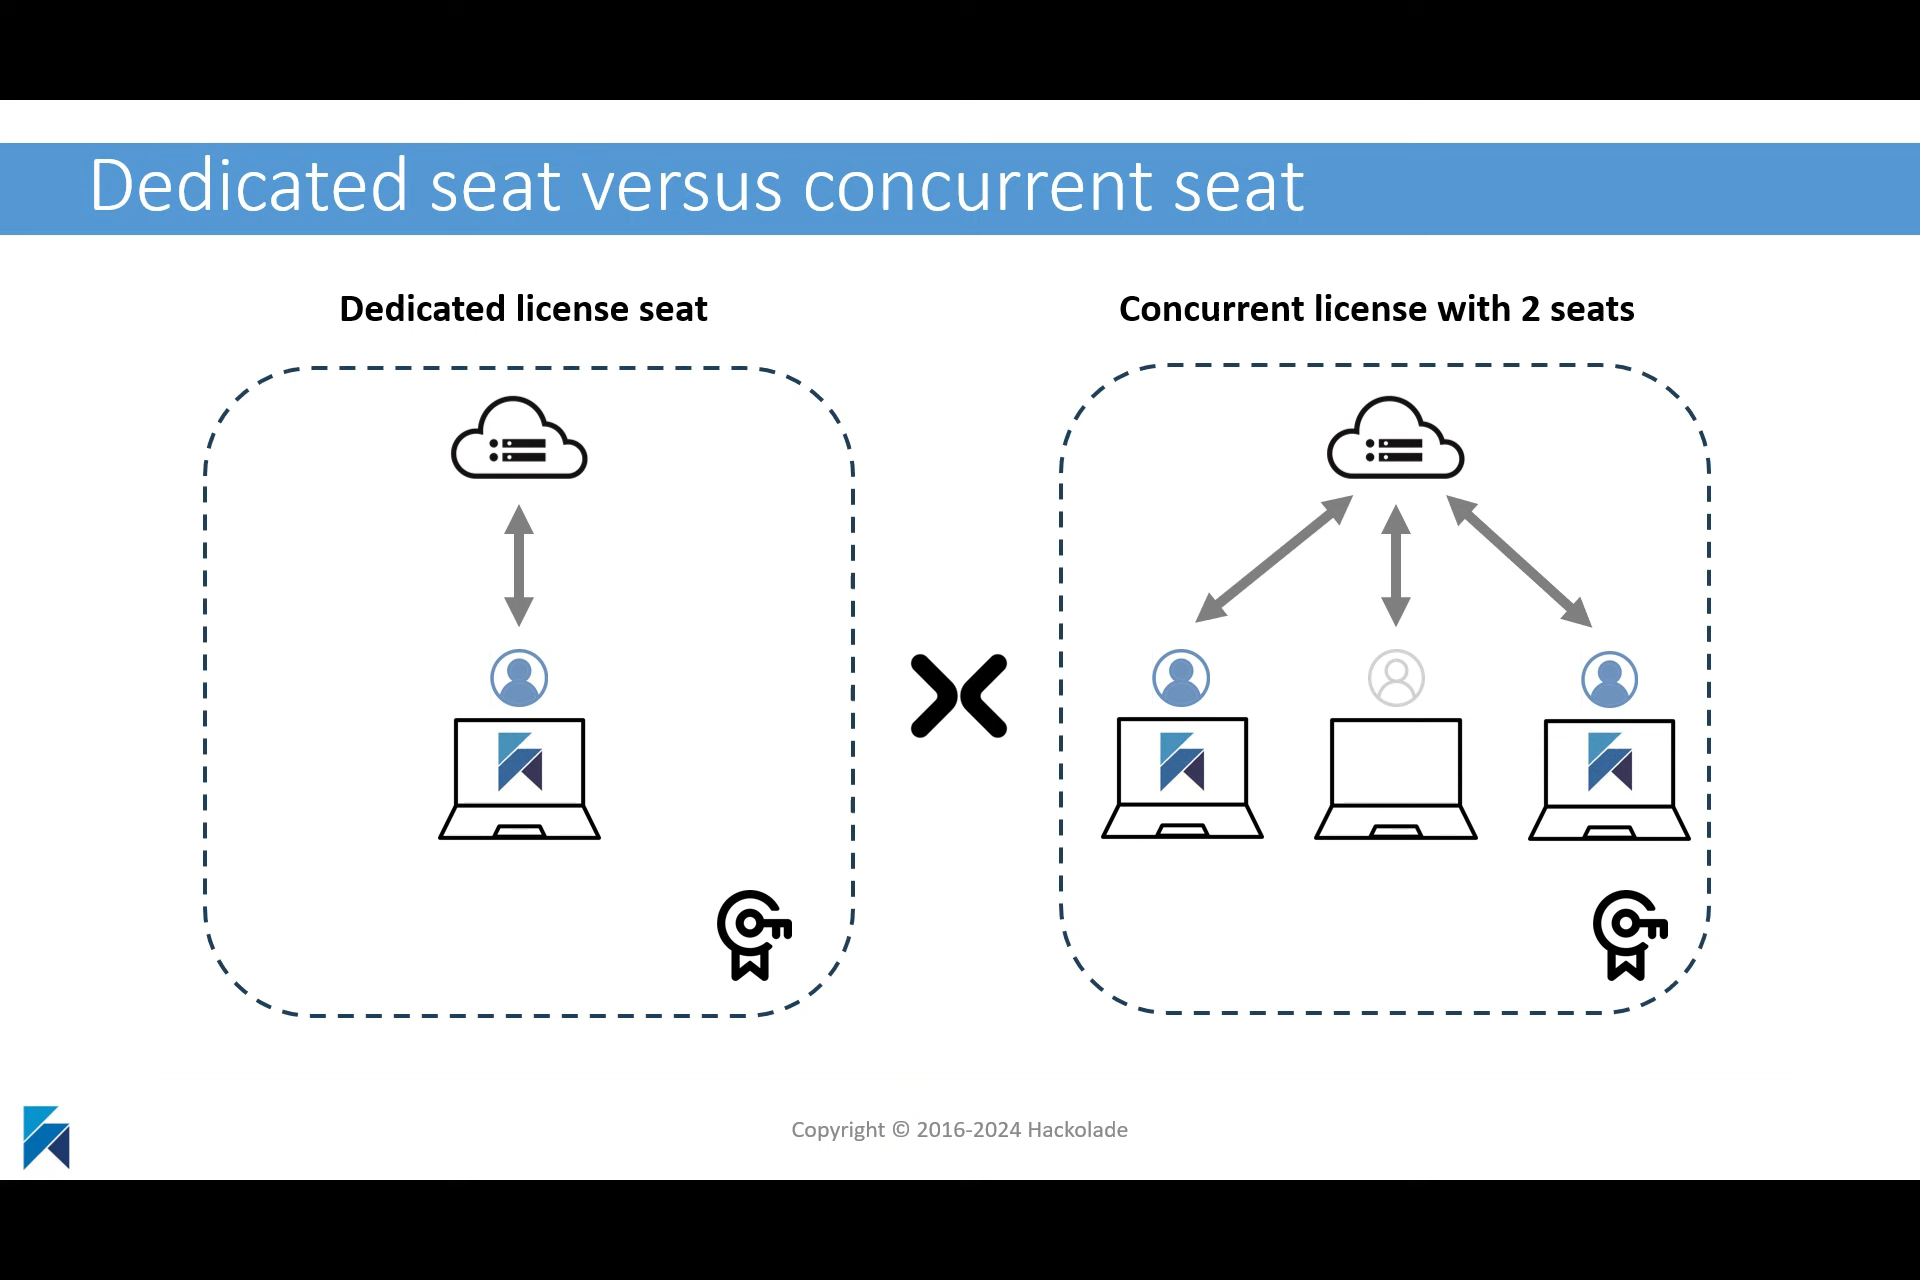 Dedicated seat versus concurrent seat
Dedicated license seat
Concurrent license with 2 seats
Copyright © 2016-2024 Hackolade